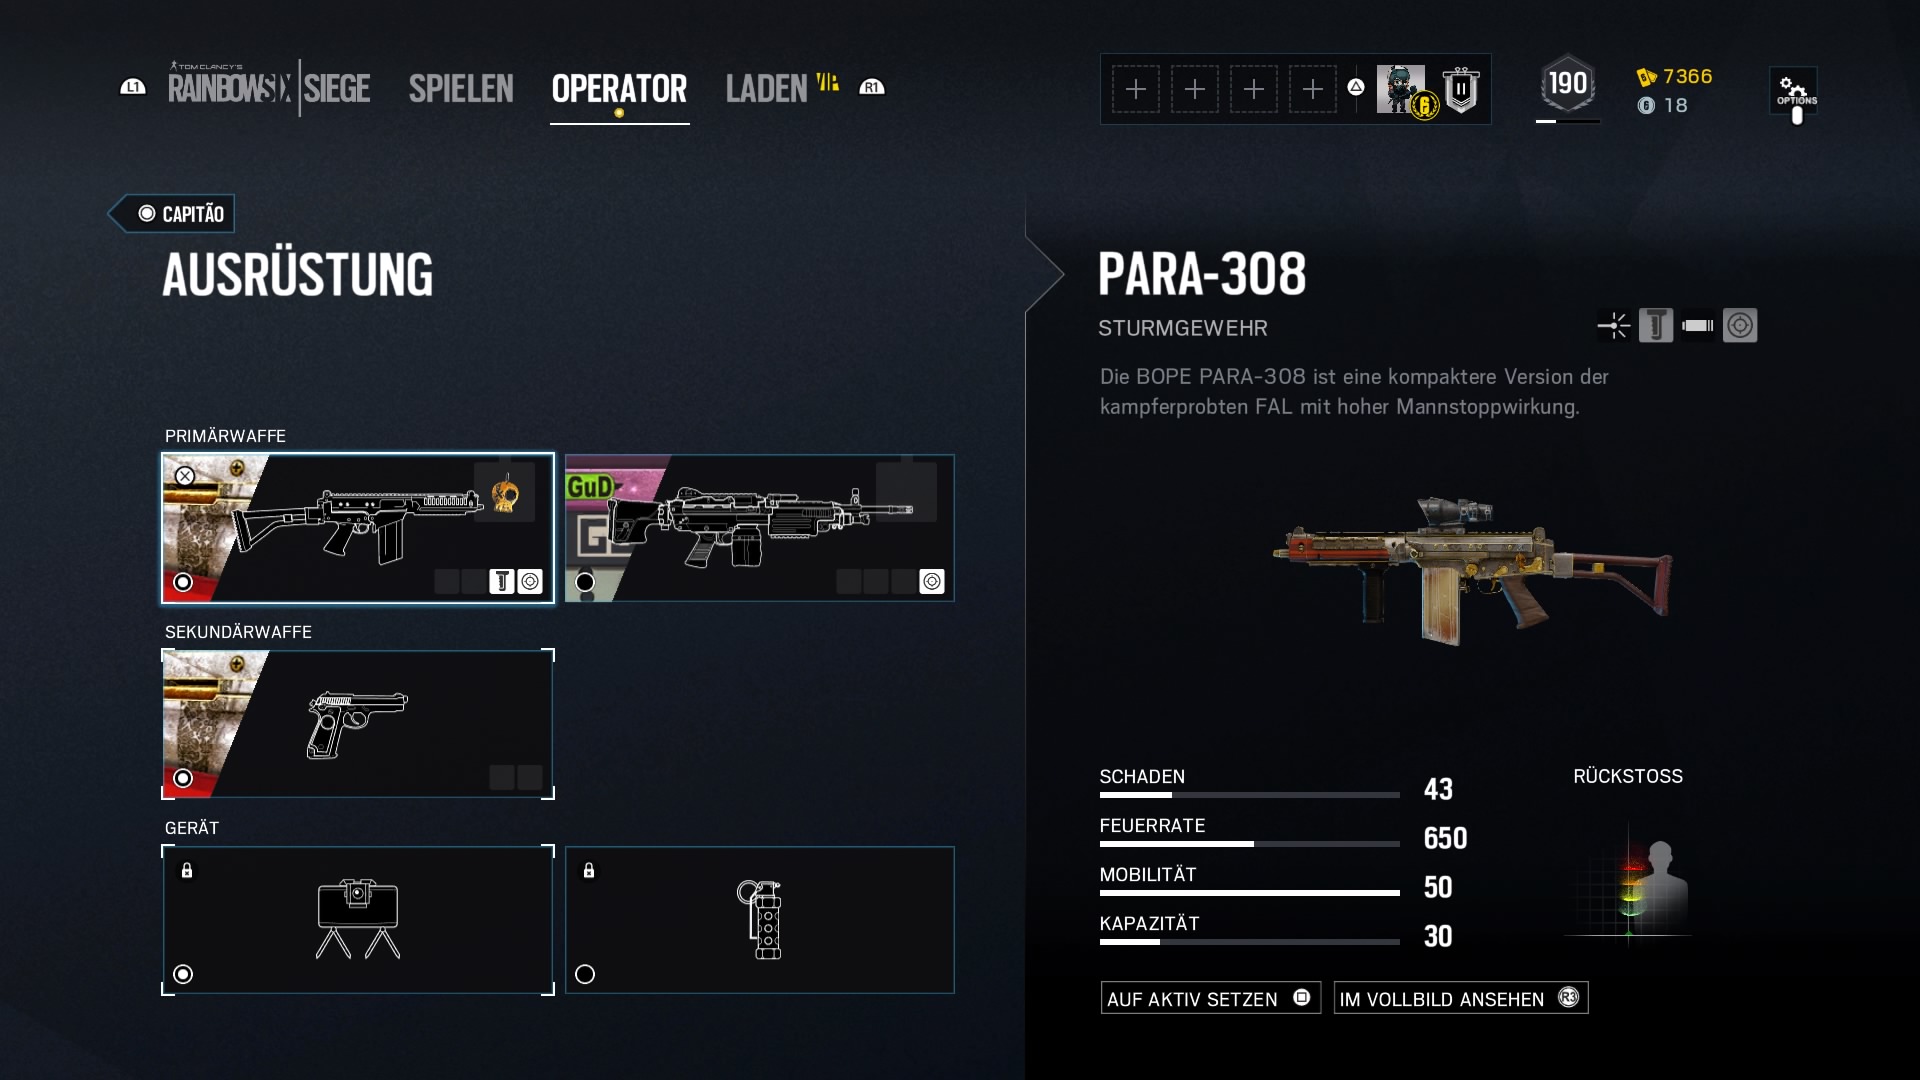 L1
TOM CLANCY'S
RAINBOWSIX SIEGE
SPIELEN
OPERATOR
LADEN
R1
190
7366
18
OPTIONS
CAPITÃO
AUSRÜSTUNG
PARA-308
STURMGEWEHR
Die BOPE PARA-308 ist eine kompaktere Version der
kampferprobten FAL mit hoher Mannstoppwirkung.
PRIMÄRWAFFE
GuD
SEKUNDÄRWAFFE
GERÄT
SCHADEN
43
FEUERRATE
650
MOBILITÄT
50
KAPAZITÄT
30
RÜCKSTOSS
AUF AKTIV SETZEN
IM VOLLBILD ANSEHEN R3